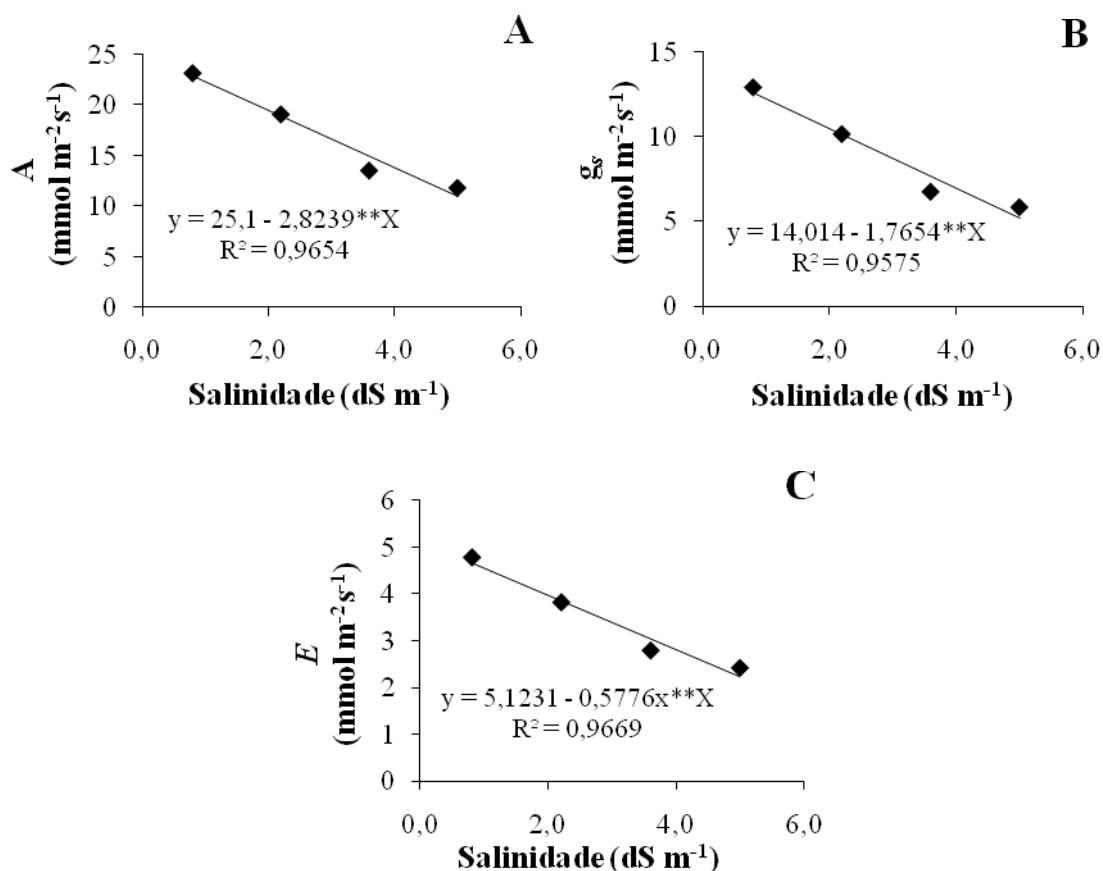 A
25
20
15
10
5
0
A
(mmol m⁻²s⁻¹)
y = 25,1 - 2,8239**X
R² = 0,9654
0,0 2,0 4,0 6,0
Salinidade (dS m⁻¹)
B
15
10
5
0
gₛ
(mmol m⁻²s⁻¹)
y = 14,014 - 1,7654**X
R² = 0,9575
0,0 2,0 4,0 6,0
Salinidade (dS m⁻¹)
C
6
5
4
3
2
1
0
E
(mmol m⁻²s⁻¹)
y = 5,1231 - 0,5776x**X
R² = 0,9669
0,0 2,0 4,0 6,0
Salinidade (dS m⁻¹)